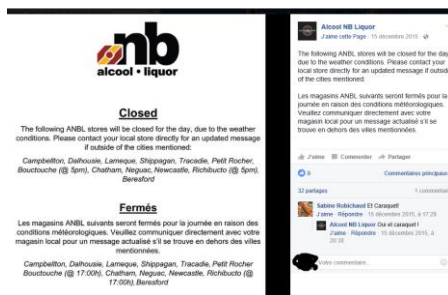 nb
alcool • liquor
Closed
The following ANBL stores will be closed for the day, due to the weather
conditions. Please contact your local store directly for an updated message
if outside of the cities mentioned:
Campbellton, Dalhousie, Lameque, Shippagan, Tracadie, Petit Rocher,
Bouctouche (@ 5pm), Chatham, Neguac, Newcastle, Richibucto (@ 5pm),
Beresford
Fermés
Les magasins ANBL suivants seront fermés pour la journée en raison des
conditions météorologiques. Veuillez communiquer directement avec votre
magasin local pour un message actualisé s'il se trouve en dehors des villes
mentionnées.
Campbellton, Dalhousie, Lameque, Shippagan, Tracadie, Petit Rocher
Bouctouche (@ 17:00h), Chatham, Neguac, Newcastle, Richibucto (@
17:00h), Beresford
Alcool NB Liquor
J'aime cette Page · 15 décembre 2015 ·
The following ANBL stores will be closed for the day
due to the weather conditions. Please contact your
local store directly for an updated message if outside
of the cities mentioned
Les magasins ANBL suivants seront fermés pour la
journée en raison des conditions météorologiques.
Veuillez communiquer directement avec votre
magasin local pour un message actualisé s'il se
trouve en dehors des villes mentionnées.
J'aime Commenter Partager
8 Commentaires principaux
32 partages 1 commentaire
Sabine Robichaud Et Caraquet!
J'aime · Répondre · 15 décembre 2015, à 17:28
Alcool NB Liquor Oui et caraquet !
J'aime · Répondre · 15 décembre 2015, à
20:38
Votre commentaire...